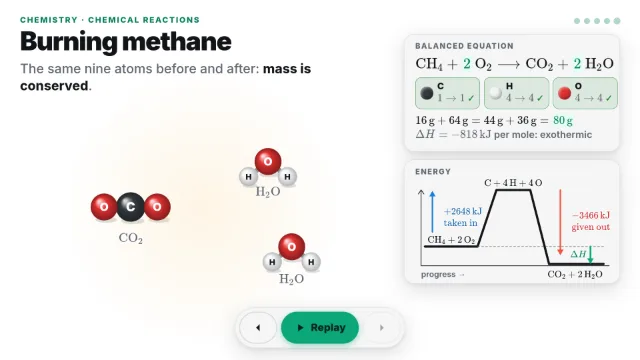 CHEMISTRY · CHEMICAL REACTIONS
Burning methane
The same nine atoms before and after: mass is
conserved.
O C O
CO₂
O
H H
H₂O
O
H H
H₂O
BALANCED EQUATION
CH₄ + 2 O₂ ⟶ CO₂ + 2 H₂O
C
1 → 1 ✓
H
4 → 4 ✓
O
4 → 4 ✓
16 g + 64 g = 44 g + 36 g = 80 g
ΔH = −818 kJ per mole: exothermic
ENERGY
C + 4 H + 4 O
+2648 kJ
taken in
−3466 kJ
given out
CH₄ + 2 O₂
ΔH
progress →
CO₂ + 2 H₂O
Replay